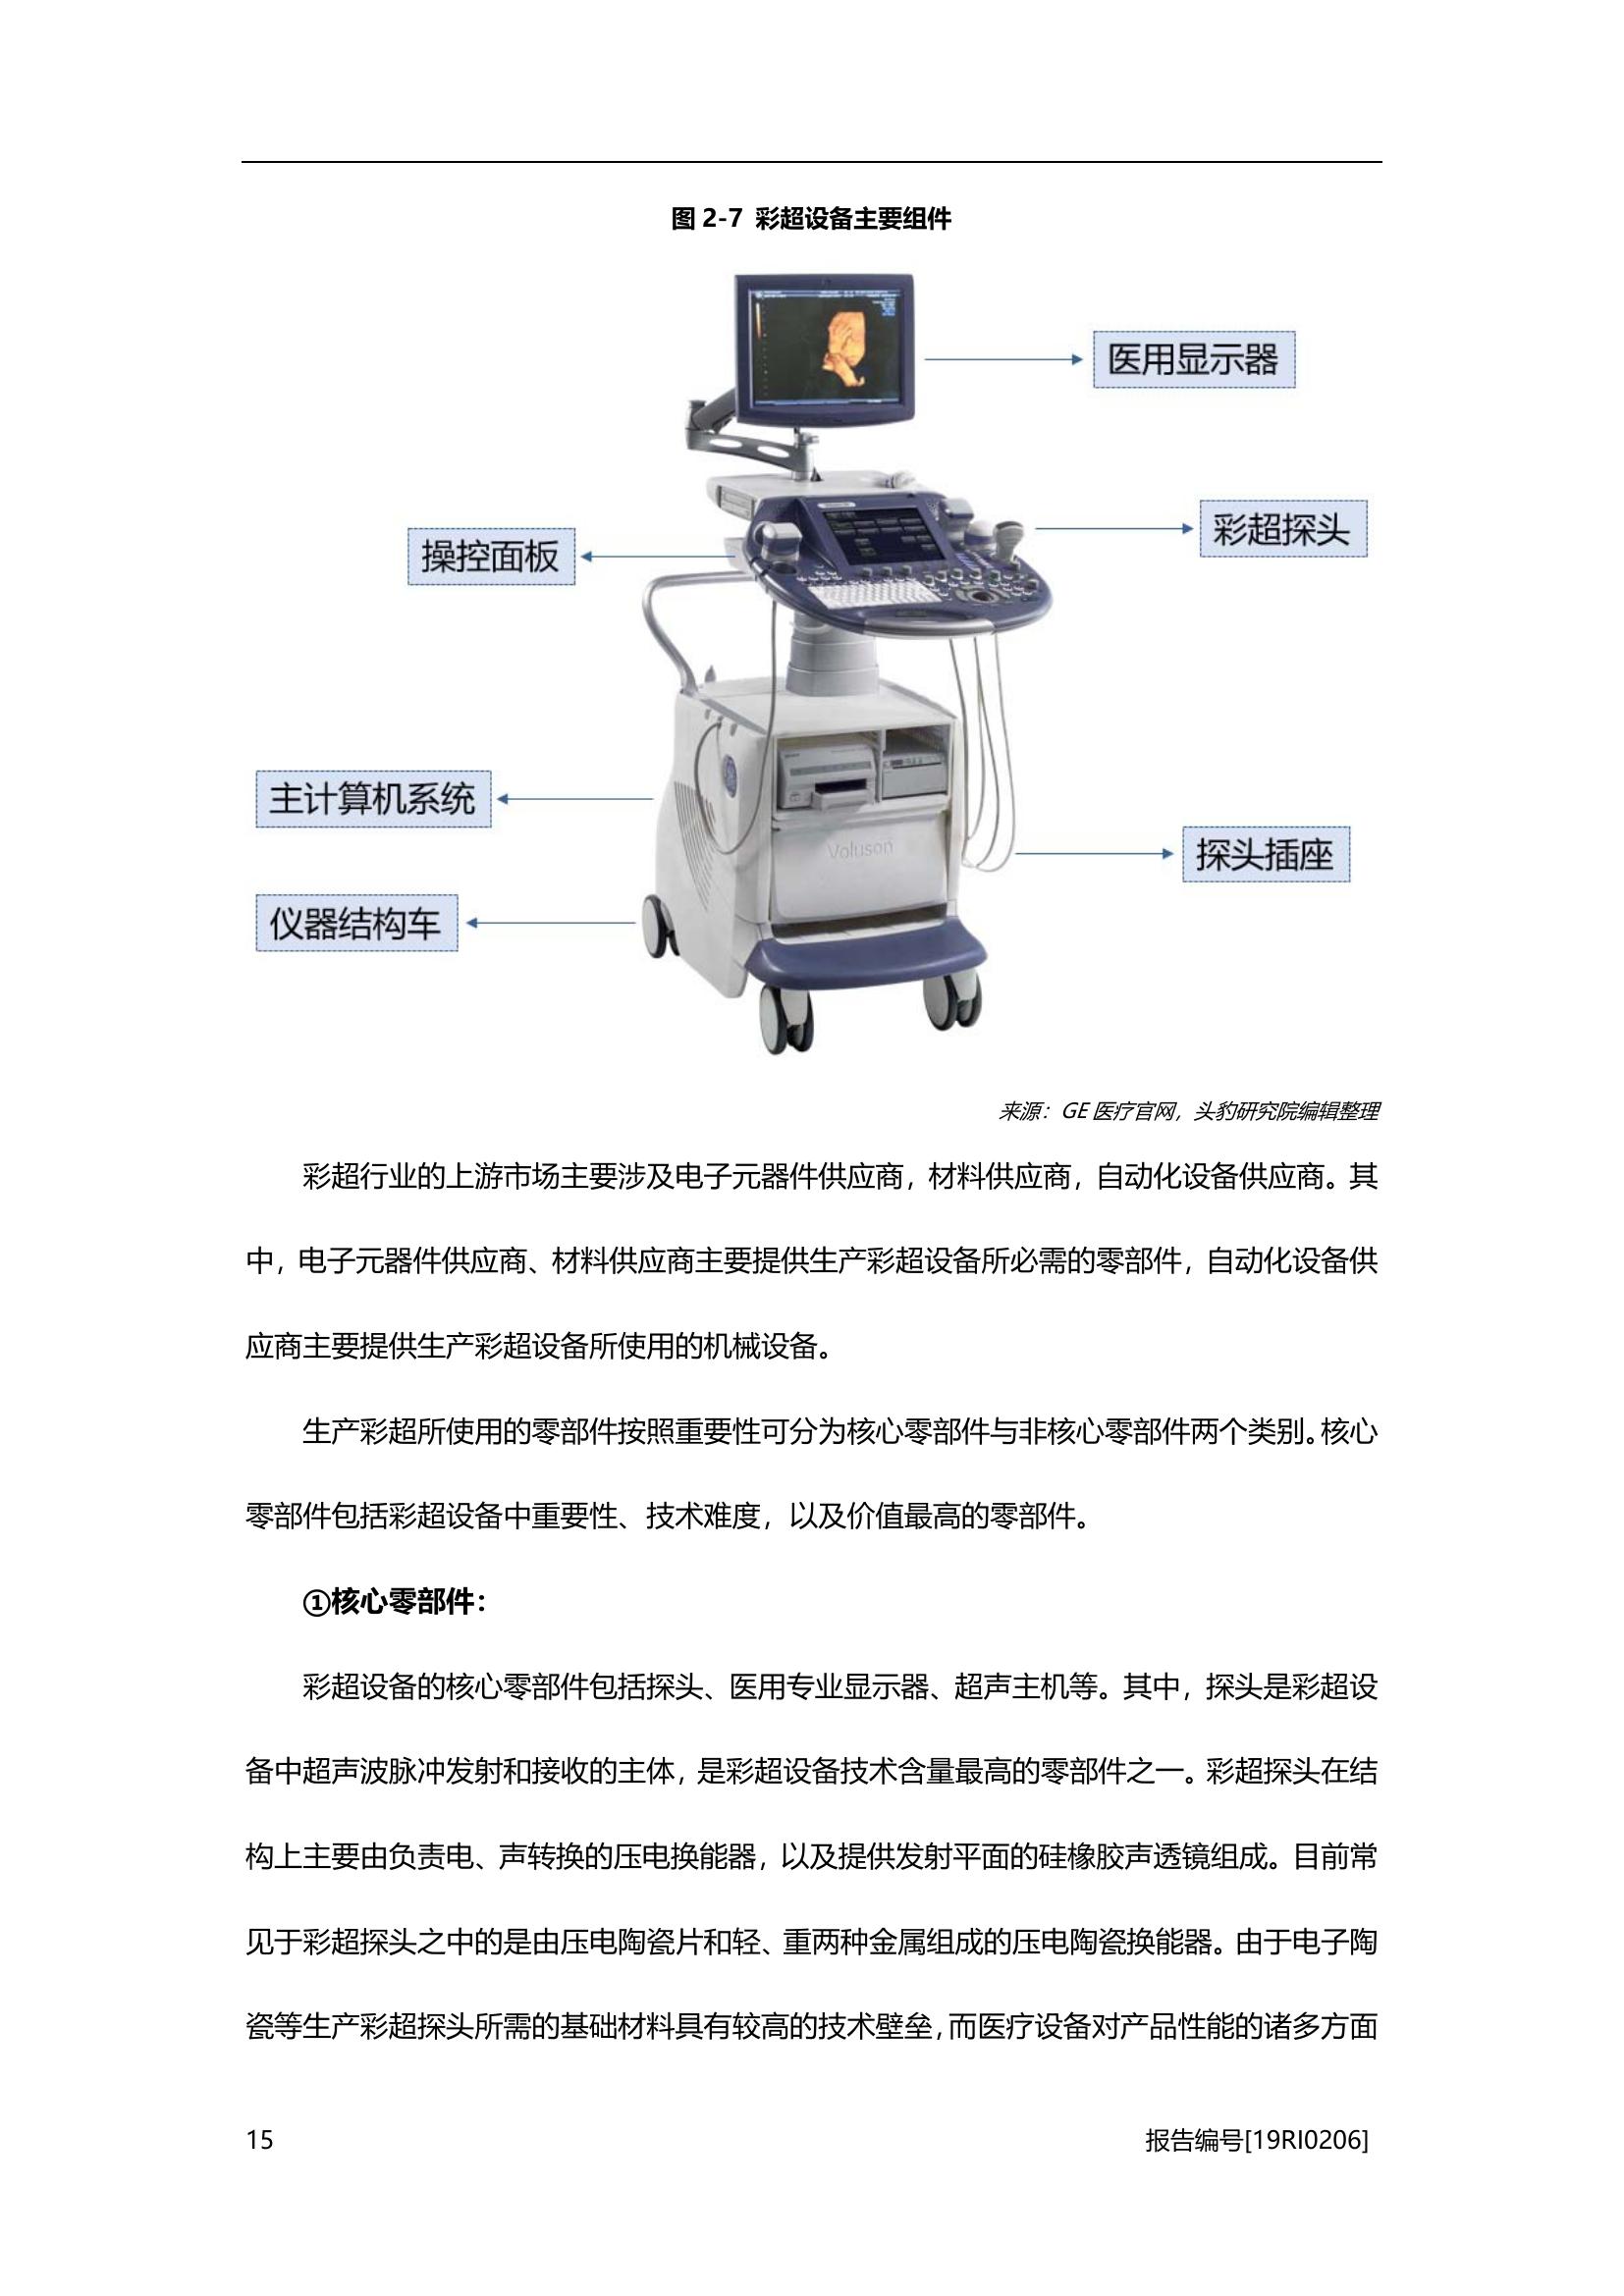 图 2-7 彩超设备主要组件
医用显示器
彩超探头
操控面板
主计算机系统
Voluson
探头插座
仪器结构车
来源：GE 医疗官网，头豹研究院编辑整理
彩超行业的上游市场主要涉及电子元器件供应商，材料供应商，自动化设备供应商。其
中，电子元器件供应商、材料供应商主要提供生产彩超设备所必需的零部件，自动化设备供
应商主要提供生产彩超设备所使用的机械设备。
生产彩超所使用的零部件按照重要性可分为核心零部件与非核心零部件两个类别。核心
零部件包括彩超设备中重要性、技术难度，以及价值最高的零部件。
①核心零部件：
彩超设备的核心零部件包括探头、医用专业显示器、超声主机等。其中，探头是彩超设
备中超声波脉冲发射和接收的主体，是彩超设备技术含量最高的零部件之一。彩超探头在结
构上主要由负责电、声转换的压电换能器，以及提供发射平面的硅橡胶声透镜组成。目前常
见于彩超探头之中的是由压电陶瓷片和轻、重两种金属组成的压电陶瓷换能器。由于电子陶
瓷等生产彩超探头所需的基础材料具有较高的技术壁垒，而医疗设备对产品性能的诸多方面
15
报告编号[19RI0206]